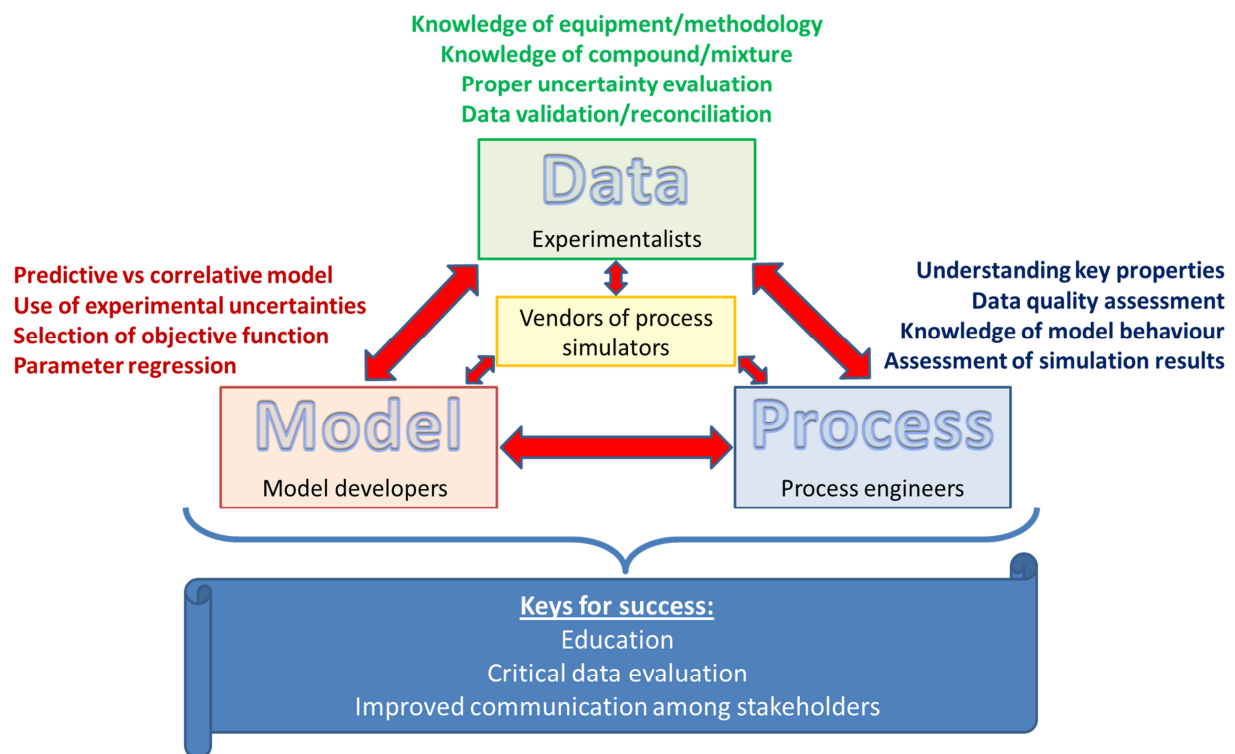 Knowledge of equipment/methodology
Knowledge of compound/mixture
Proper uncertainty evaluation
Data validation/reconciliation
Data
Experimentalists
Predictive vs correlative model
Use of experimental uncertainties
Selection of objective function
Parameter regression
Vendors of process
simulators
Understanding key properties
Data quality assessment
Knowledge of model behaviour
Assessment of simulation results
Model
Model developers
Process
Process engineers
Keys for success:
Education
Critical data evaluation
Improved communication among stakeholders